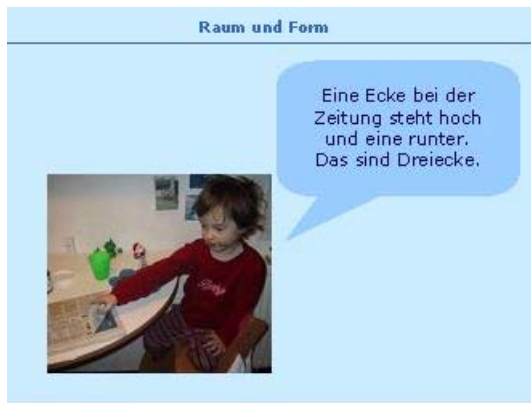 Raum und Form
Eine Ecke bei der
Zeitung steht hoch
und eine runter.
Das sind Dreiecke.